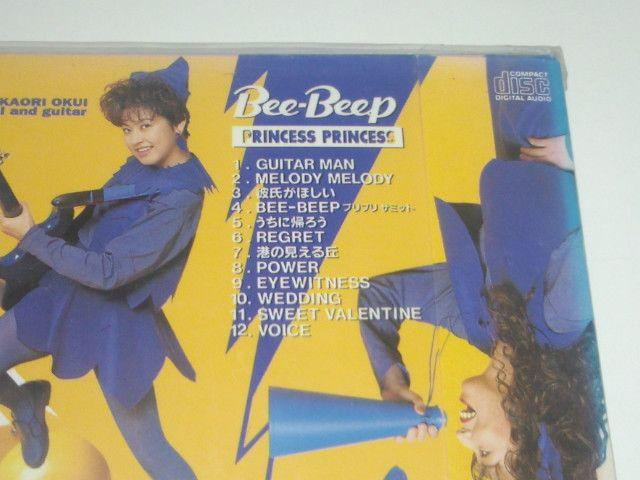 KAORI OKUI
l and guitar
Bee-Beep
PRINCESS PRINCESS
1. GUITAR MAN
2. MELODY MELODY
3. 彼氏がほしい
4. BEE-BEEP プリプリ サミット
5. うちに帰ろう
6. REGRET
7. 港の見える丘
8. POWER
9. EYEWITNESS
10. WEDDING
11. SWEET VALENTINE
12. VOICE
COMPACT
disc
DIGITAL AUDIO